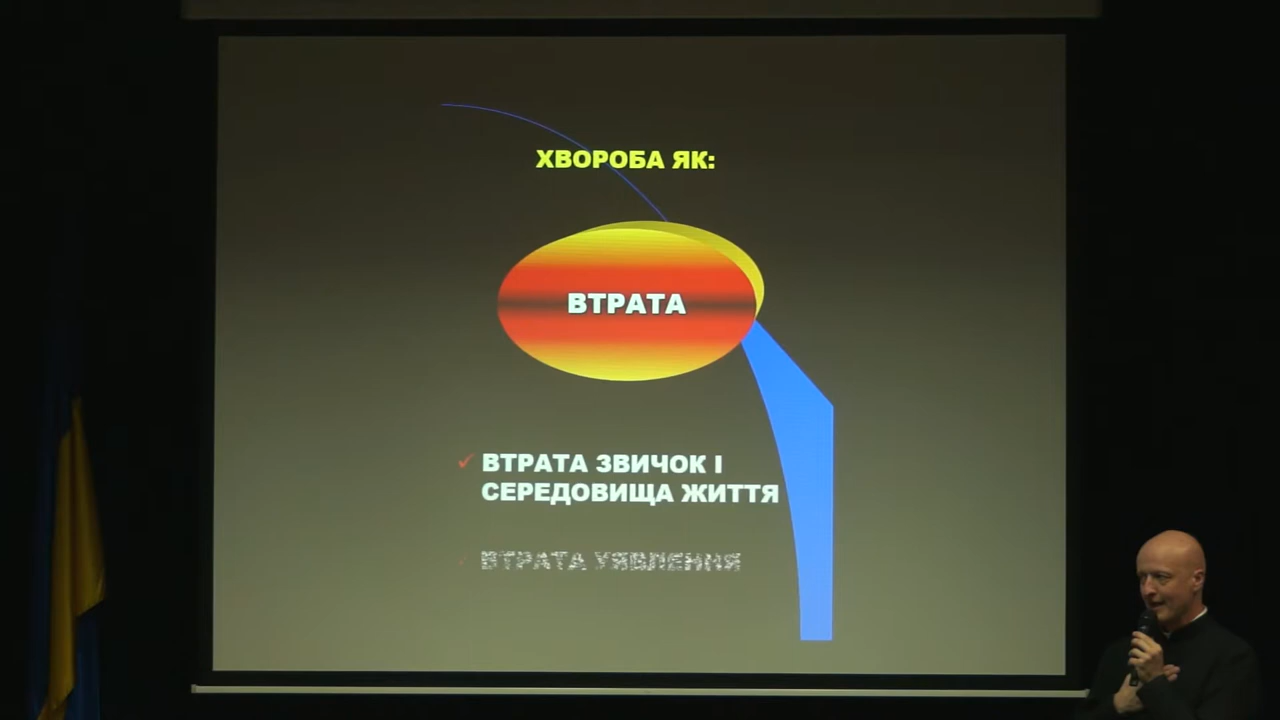 ХВОРОБА ЯК:
ВТРАТА
ВТРАТА ЗВИЧОК І
СЕРЕДОВИЩА ЖИТТЯ
ВТРАТА УЯВЛЕННЯ